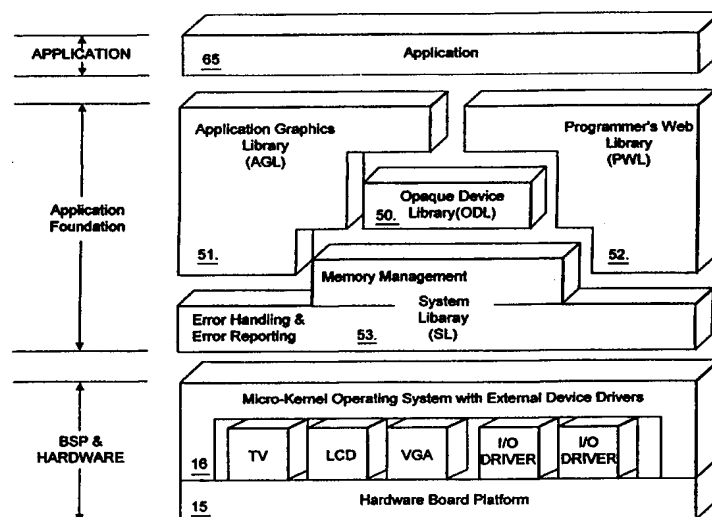 APPLICATION
Application
65
Application Graphics
Library
(AGL)
Programmer's Web
Library
(PWL)
Opaque Device
Library(ODL)
50.
Application
Foundation
51.
52.
Memory Management
System
Libaray
(SL)
Error Handling &
Error Reporting
53.
Micro-Kernel Operating System with External Device Drivers
BSP &
HARDWARE
16
TV
LCD
VGA
I/O
DRIVER
I/O
DRIVER
15
Hardware Board Platform